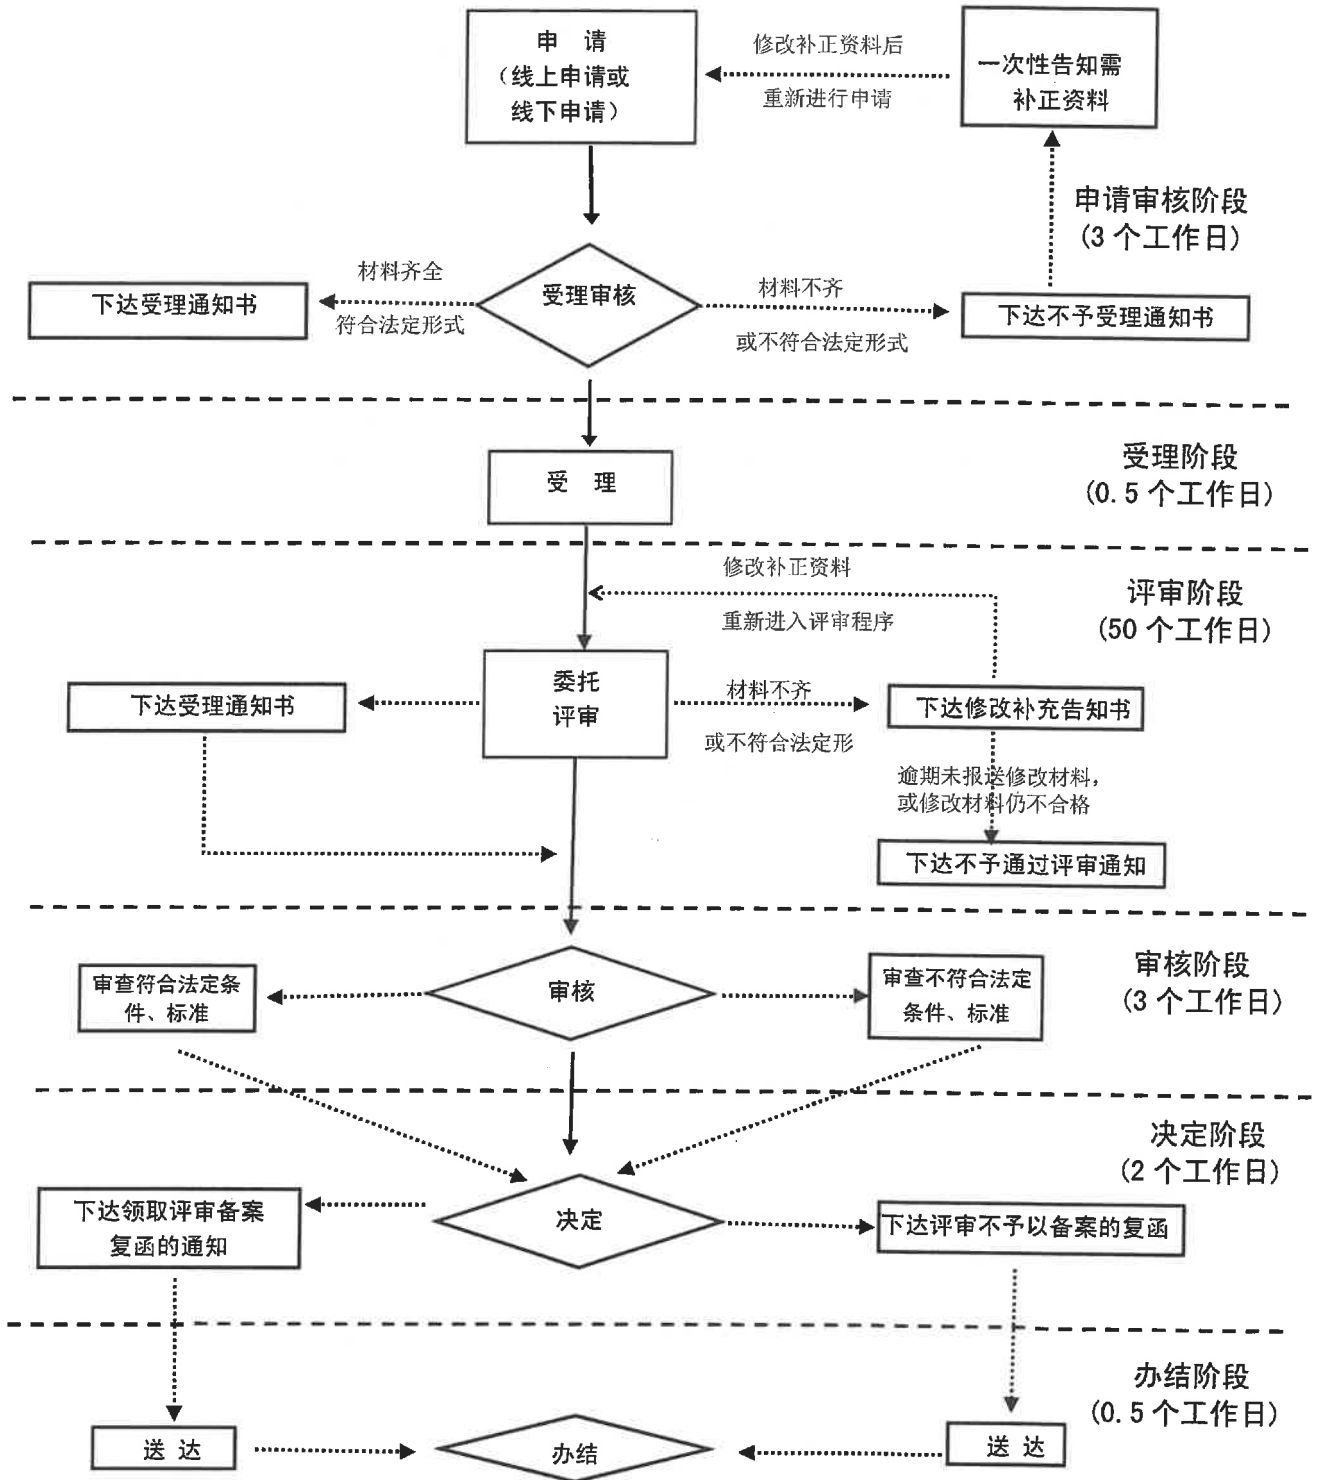 申 请
（线上申请或
线下申请）
修改补正资料后
重新进行申请
一次性告知需
补正资料
申请审核阶段
(3 个工作日)
材料齐全
符合法定形式
下达受理通知书
受理审核
材料不齐
或不符合法定形式
下达不予受理通知书
受理阶段
(0.5 个工作日)
受 理
修改补正资料
重新进入评审程序
评审阶段
(50 个工作日)
下达受理通知书
委托
评审
材料不齐
或不符合法定形
下达修改补充告知书
逾期未报送修改材料，
或修改材料仍不合格
下达不予通过评审通知
审查符合法定条
件、标准
审核
审查不符合法定
条件、标准
审核阶段
(3 个工作日)
决定阶段
(2 个工作日)
下达领取评审备案
复函的通知
决定
下达评审不予以备案的复函
办结阶段
(0.5 个工作日)
送 达
办结
送 达